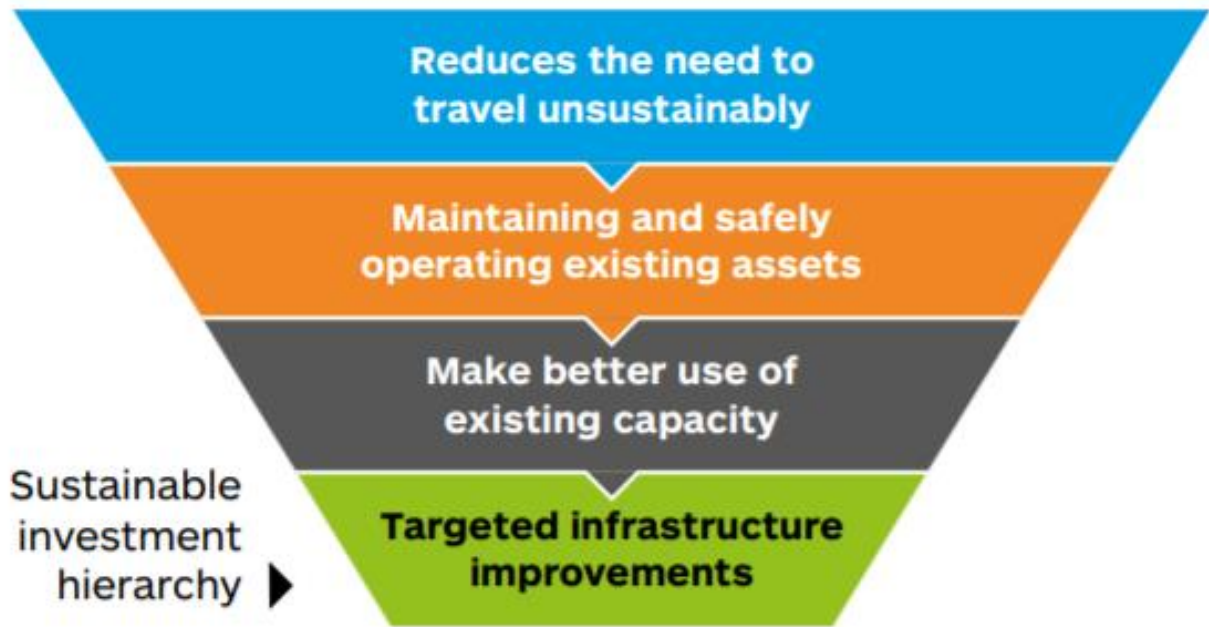 Reduces the need to
travel unsustainably
Maintaining and safely
operating existing assets
Make better use of
existing capacity
Targeted infrastructure
improvements
Sustainable
investment
hierarchy